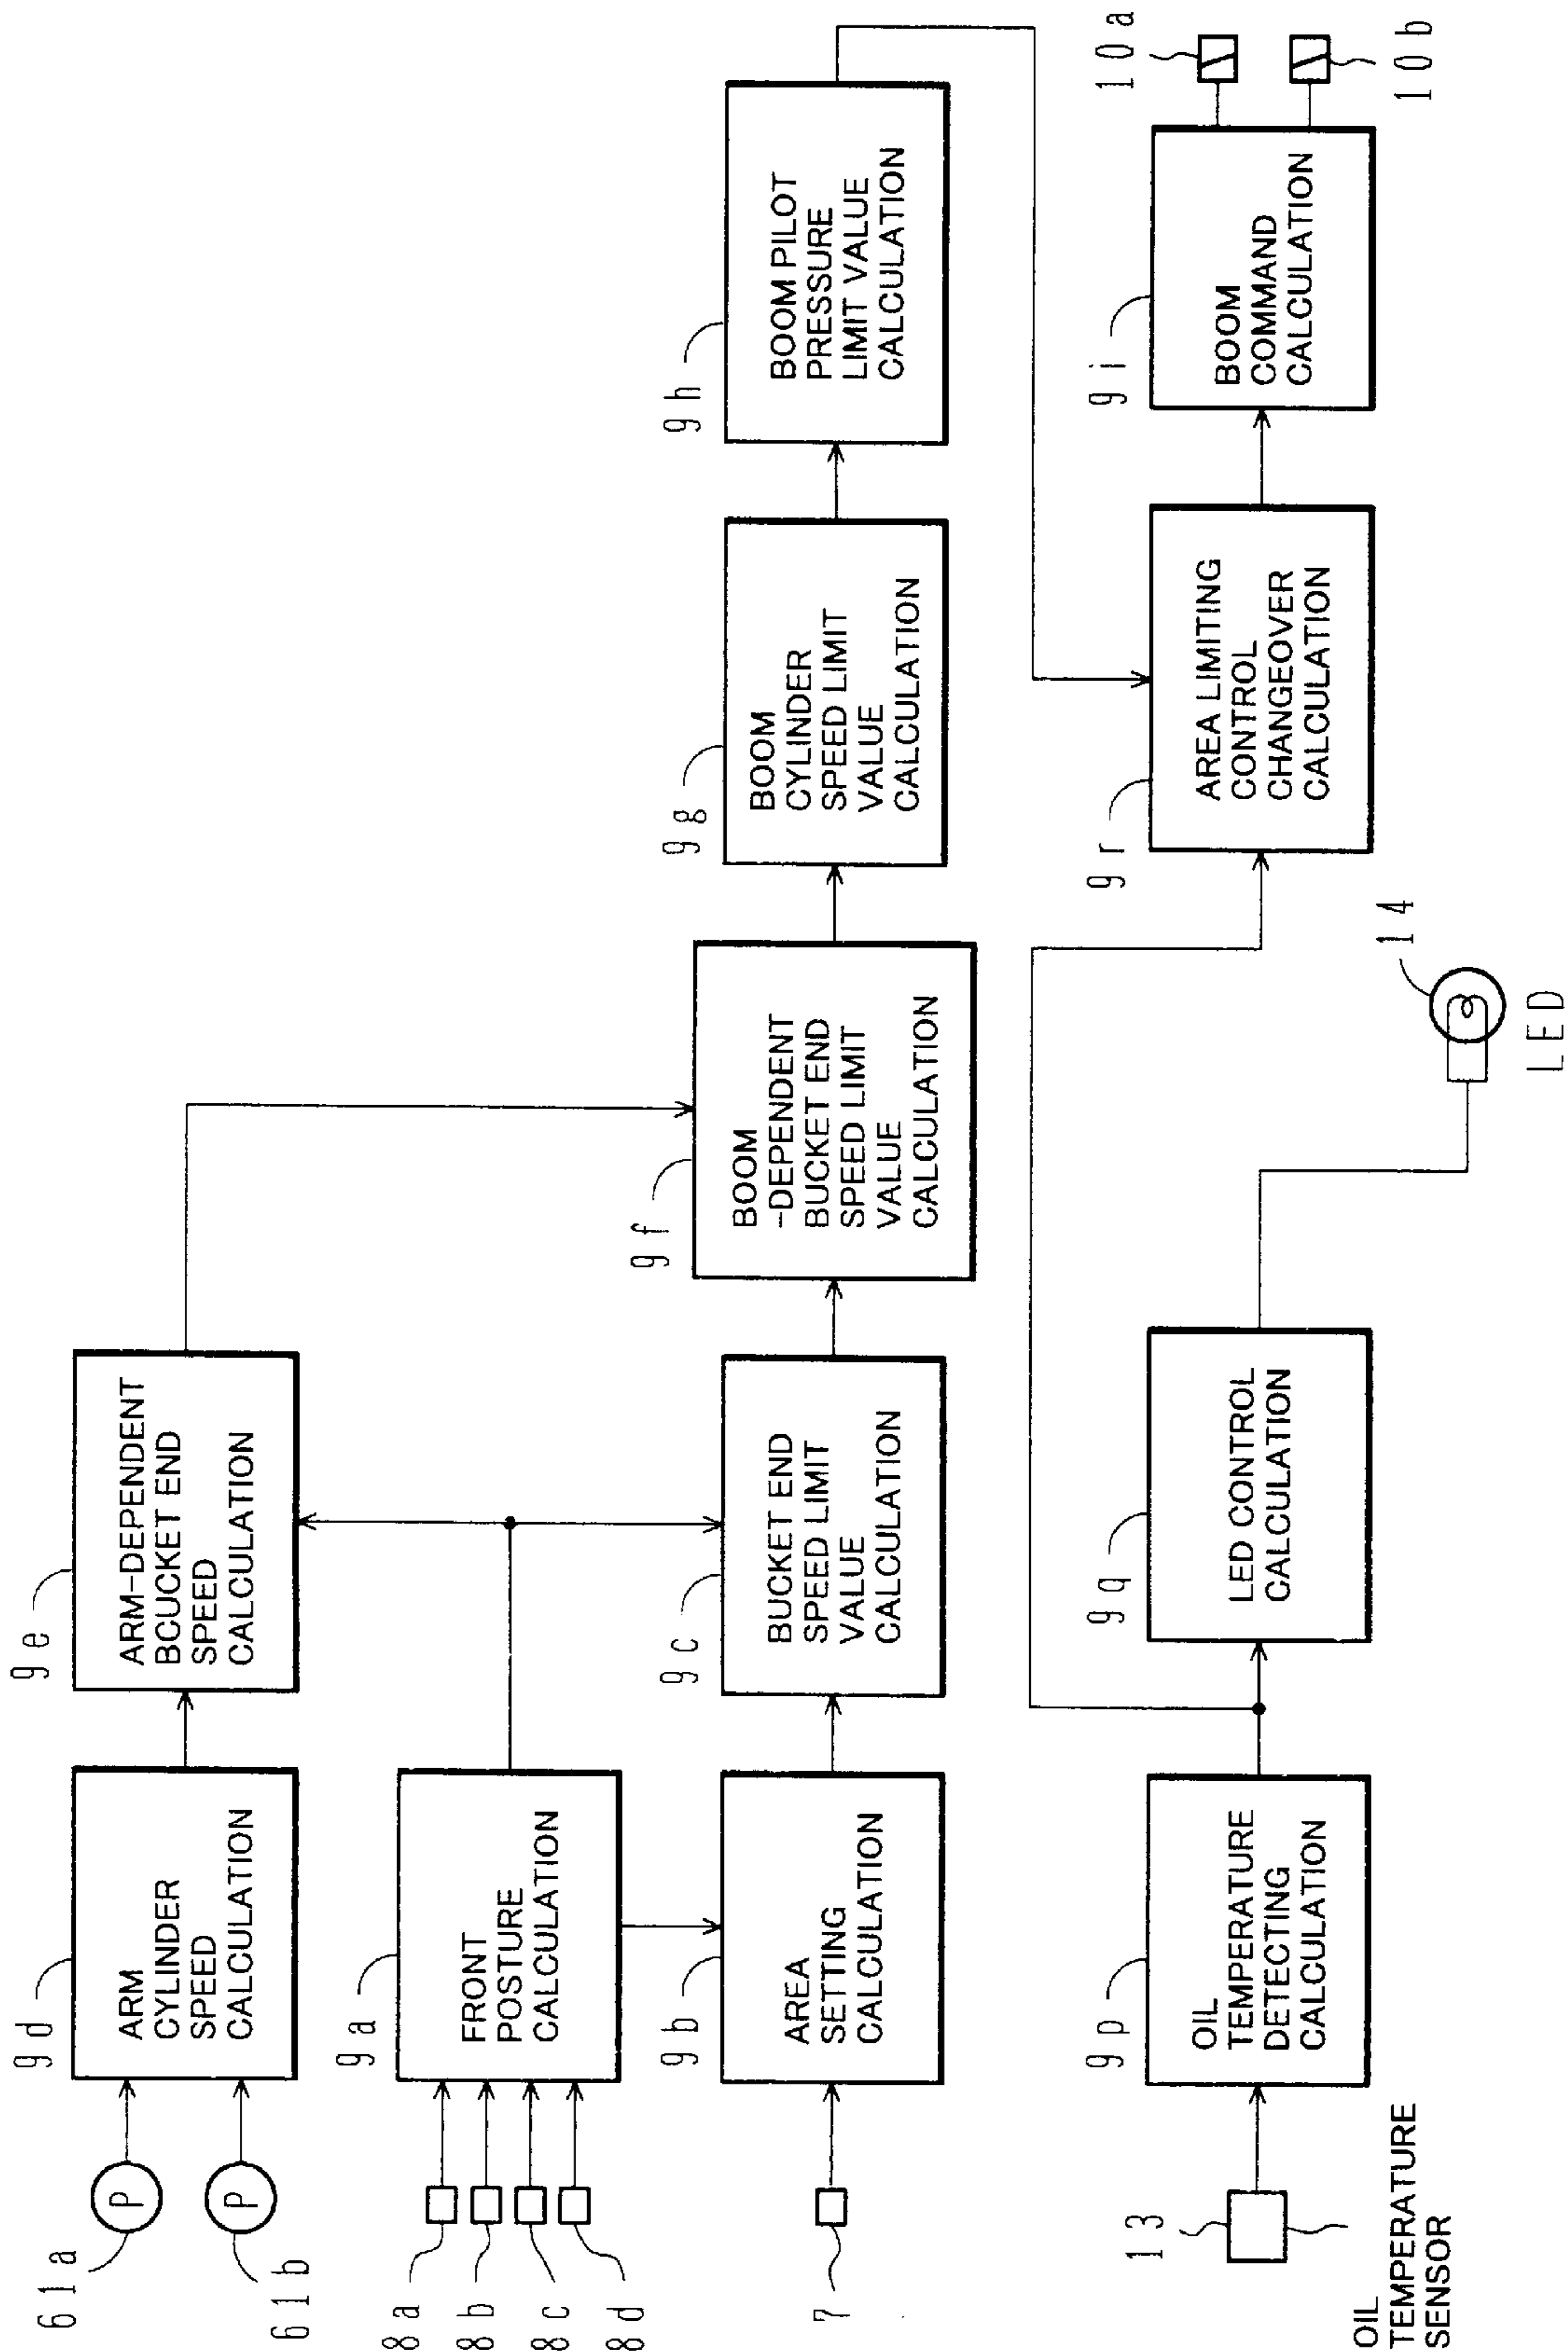 61a
61b
9d
ARM
CYLINDER
SPEED
CALCULATION
9e
ARM-DEPENDENT
BCUCKET END
SPEED
CALCULATION
8a
8b
8c
8d
9a
FRONT
POSTURE
CALCULATION
7
9b
AREA
SETTING
CALCULATION
9c
BUCKET END
SPEED LIMIT
VALUE
CALCULATION
9f
BOOM
-DEPENDENT
BUCKET END
SPEED LIMIT
VALUE
CALCULATION
9g
BOOM
CYLINDER
SPEED LIMIT
VALUE
CALCULATION
9h
BOOM PILOT
PRESSURE
LIMIT VALUE
CALCULATION
13
OIL
TEMPERATURE
SENSOR
9p
OIL
TEMPERATURE
DETECTING
CALCULATION
9q
LED CONTROL
CALCULATION
14
LED
9r
AREA LIMITING
CONTROL
CHANGEOVER
CALCULATION
9i
BOOM
COMMAND
CALCULATION
10a
10b
P
P